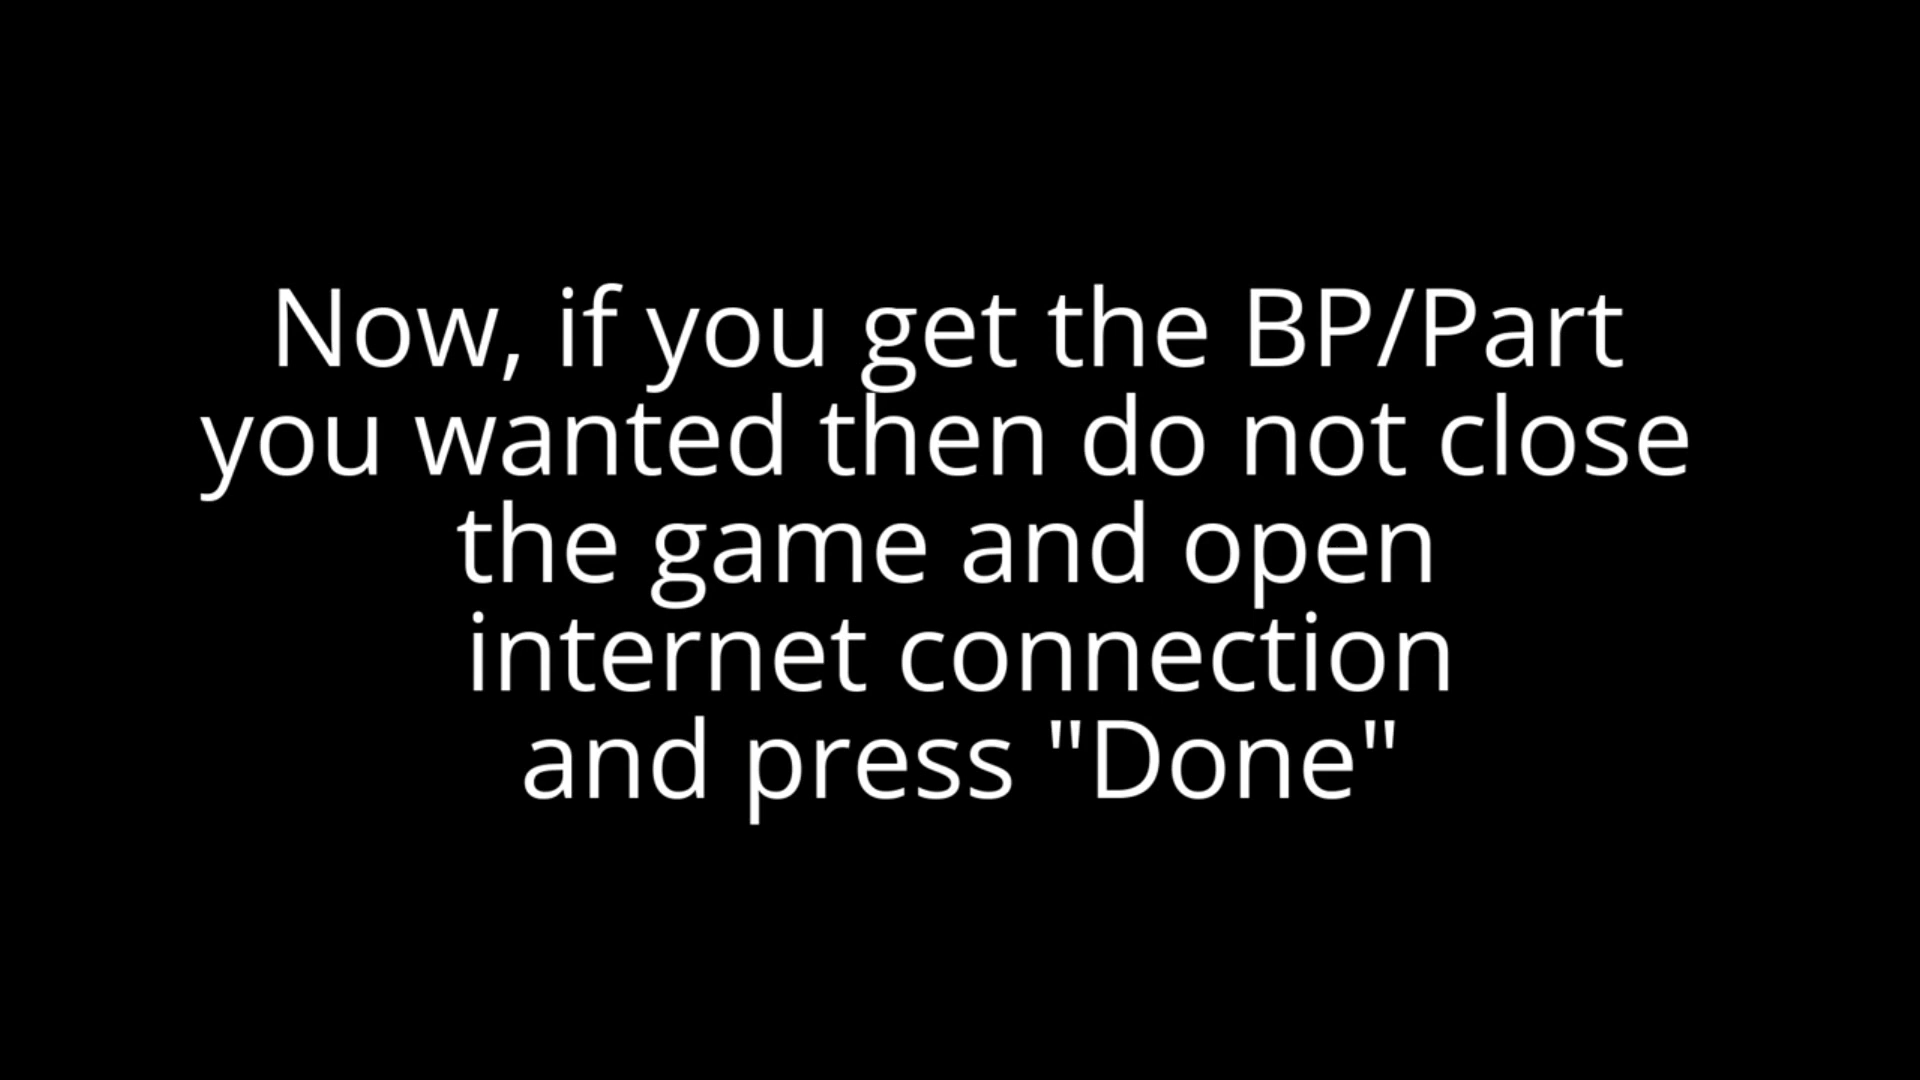 Now, if you get the BP/Part
you wanted then do not close
the game and open
internet connection
and press "Done"